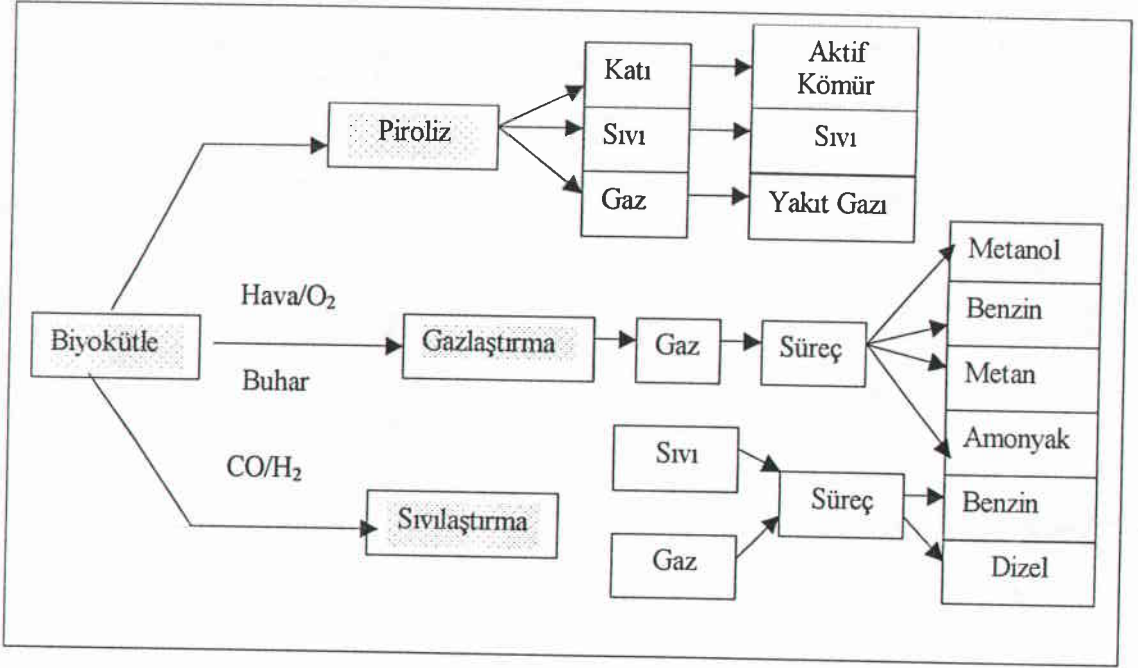 Piroliz
Katı
Sıvı
Gaz
Aktif
Kömür
Sıvı
Yakıt Gazı
Biyokütle
Hava/O₂
Buhar
Gazlaştırma
Gaz
Süreç
Metanol
Benzin
Metan
Amonyak
CO/H₂
Sıvılaştırma
Sıvı
Gaz
Süreç
Benzin
Dizel